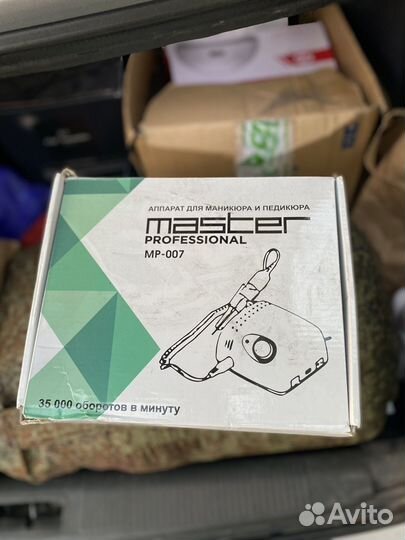 АППАРАТ ДЛЯ МАНИКЮРА И ПЕДИКЮРА
master
PROFESSIONAL
MP-007
35 000 оборотов в минуту
Avito